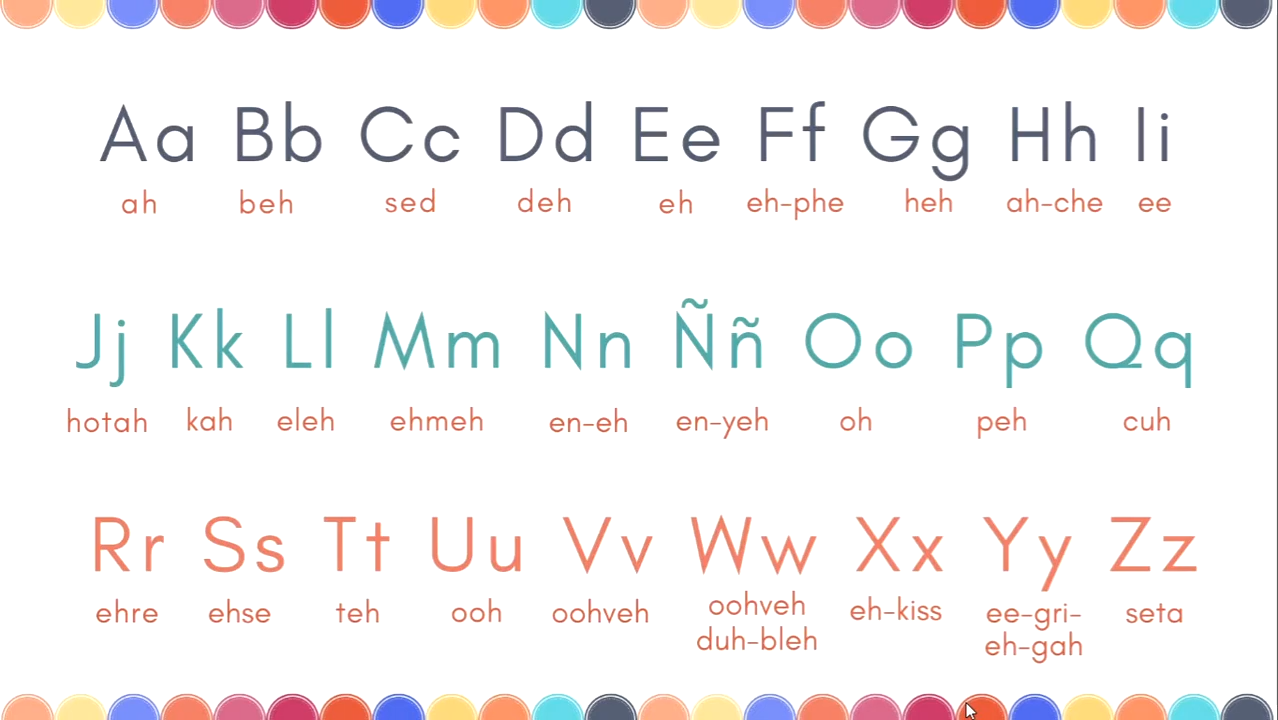 Aa Bb Cc Dd Ee Ff Gg Hh Ii
ah beh sed deh eh eh-phe heh ah-che ee
Jj Kk Ll Mm Nn Ññ Oo Pp Qq
hotah kah eleh ehmeh en-eh en-yeh oh peh cuh
Rr Ss Tt Uu Vv Ww Xx Yy Zz
ehre ehse teh ooh oohveh oohveh eh-kiss ee-gri- seta
duh-bleh eh-gah